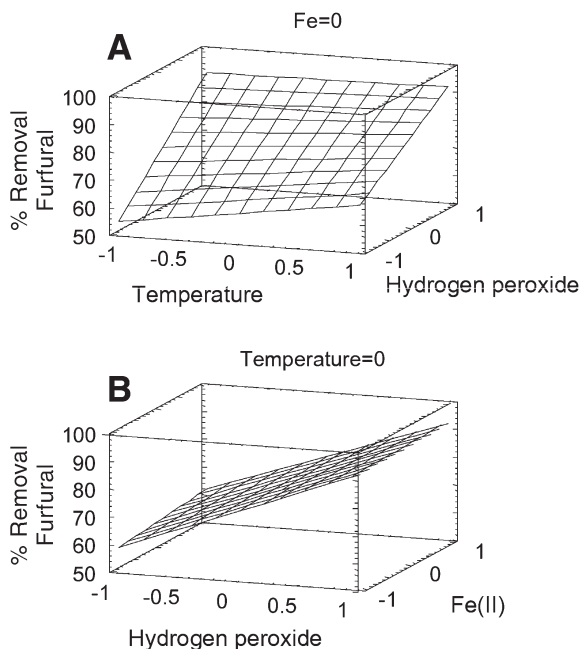 Fe=0
A
% Removal
Furfural
100
90
80
70
60
50
-1
-0.5
0
0.5
1
Temperature
-1
0
1
Hydrogen peroxide
Temperature=0
B
% Removal
Furfural
100
90
80
70
60
50
-1
-0.5
0
0.5
1
Hydrogen peroxide
-1
0
1
Fe(II)